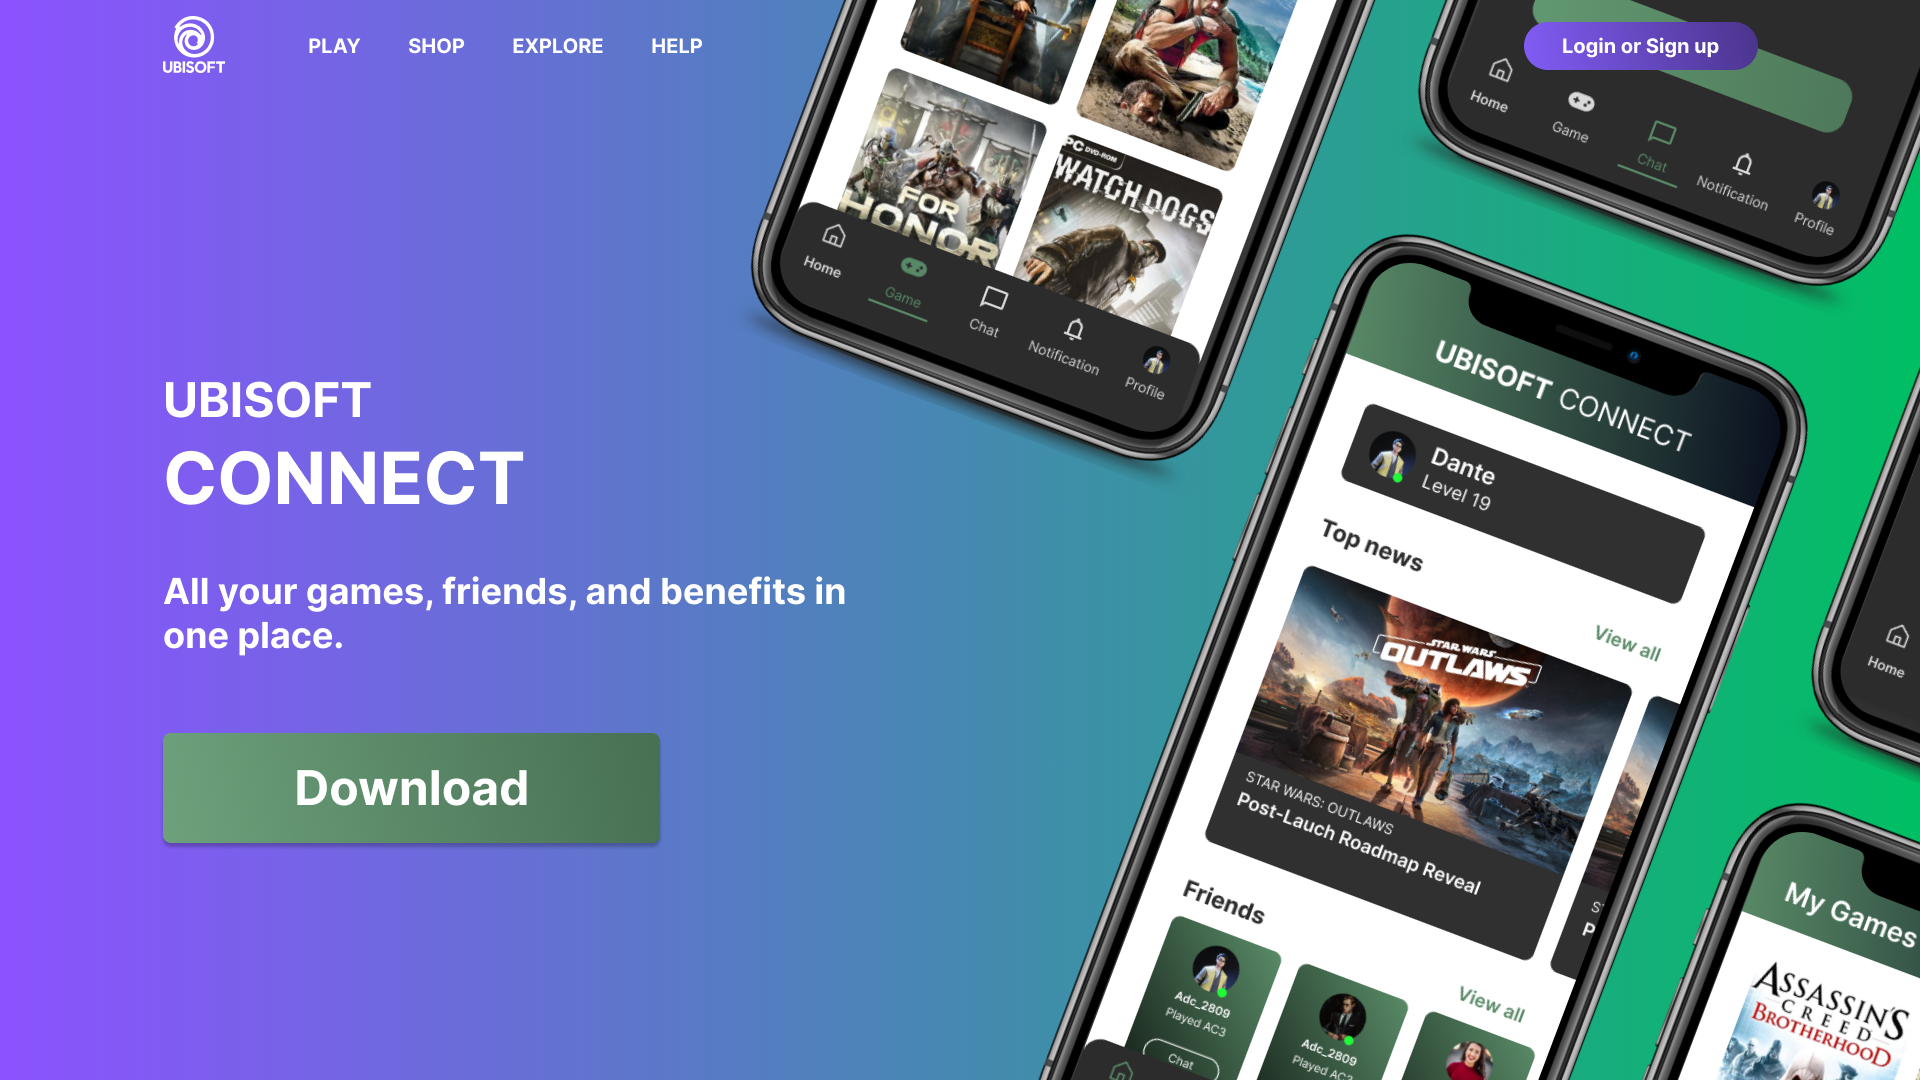 UBISOFT
PLAY
SHOP
EXPLORE
HELP
Login or Sign up
UBISOFT
CONNECT
All your games, friends, and benefits in
one place.
Download
FOR
HONOR
PC DVD-ROM
WATCH_DOGS
Home
Game
Chat
Notification
Profile
Home
Game
Chat
Notification
Profile
UBISOFT CONNECT
Dante
Level 19
Top news
View all
STAR WARS
OUTLAWS
STAR WARS: OUTLAWS
Post-Lauch Roadmap Reveal
Friends
View all
Adc_2809
Played AC3
Chat
Adc_2809
Played AC3
Home
My Games
ASSASSIN'S
CREED
BROTHERHOOD